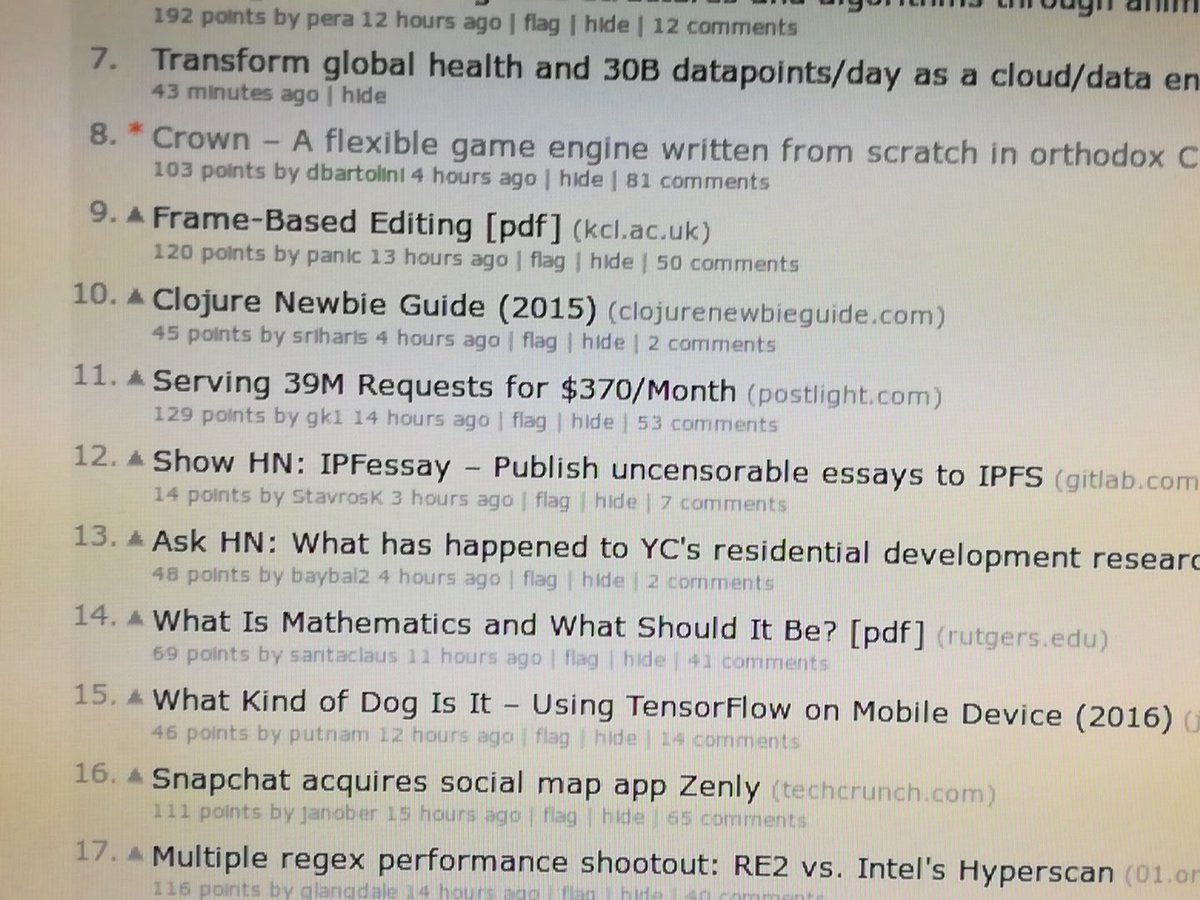 192 points by pera 12 hours ago | flag | hide | 12 comments
7. Transform global health and 30B datapoints/day as a cloud/data en
43 minutes ago | hide
8. * Crown – A flexible game engine written from scratch in orthodox C
103 points by dbartolini 4 hours ago | hide | 81 comments
9. ▲ Frame-Based Editing [pdf] (kcl.ac.uk)
120 points by panic 13 hours ago | flag | hide | 50 comments
10. ▲ Clojure Newbie Guide (2015) (clojurenewbieguide.com)
45 points by sriharis 4 hours ago | flag | hide | 2 comments
11. ▲ Serving 39M Requests for $370/Month (postlight.com)
129 points by gk1 14 hours ago | flag | hide | 53 comments
12. ▲ Show HN: IPFessay – Publish uncensorable essays to IPFS (gitlab.com
14 points by StavrosK 3 hours ago | flag | hide | 7 comments
13. ▲ Ask HN: What has happened to YC's residential development researc
48 points by baybal2 4 hours ago | flag | hide | 2 comments
14. ▲ What Is Mathematics and What Should It Be? [pdf] (rutgers.edu)
69 points by santaclaus 11 hours ago | flag | hide | 41 comments
15. ▲ What Kind of Dog Is It – Using TensorFlow on Mobile Device (2016) (j
46 points by putnam 12 hours ago | flag | hide | 14 comments
16. ▲ Snapchat acquires social map app Zenly (techcrunch.com)
111 points by janober 15 hours ago | flag | hide | 65 comments
17. ▲ Multiple regex performance shootout: RE2 vs. Intel's Hyperscan (01.or
116 points by glangdale 14 hours ago | flag | hide | 40 comments